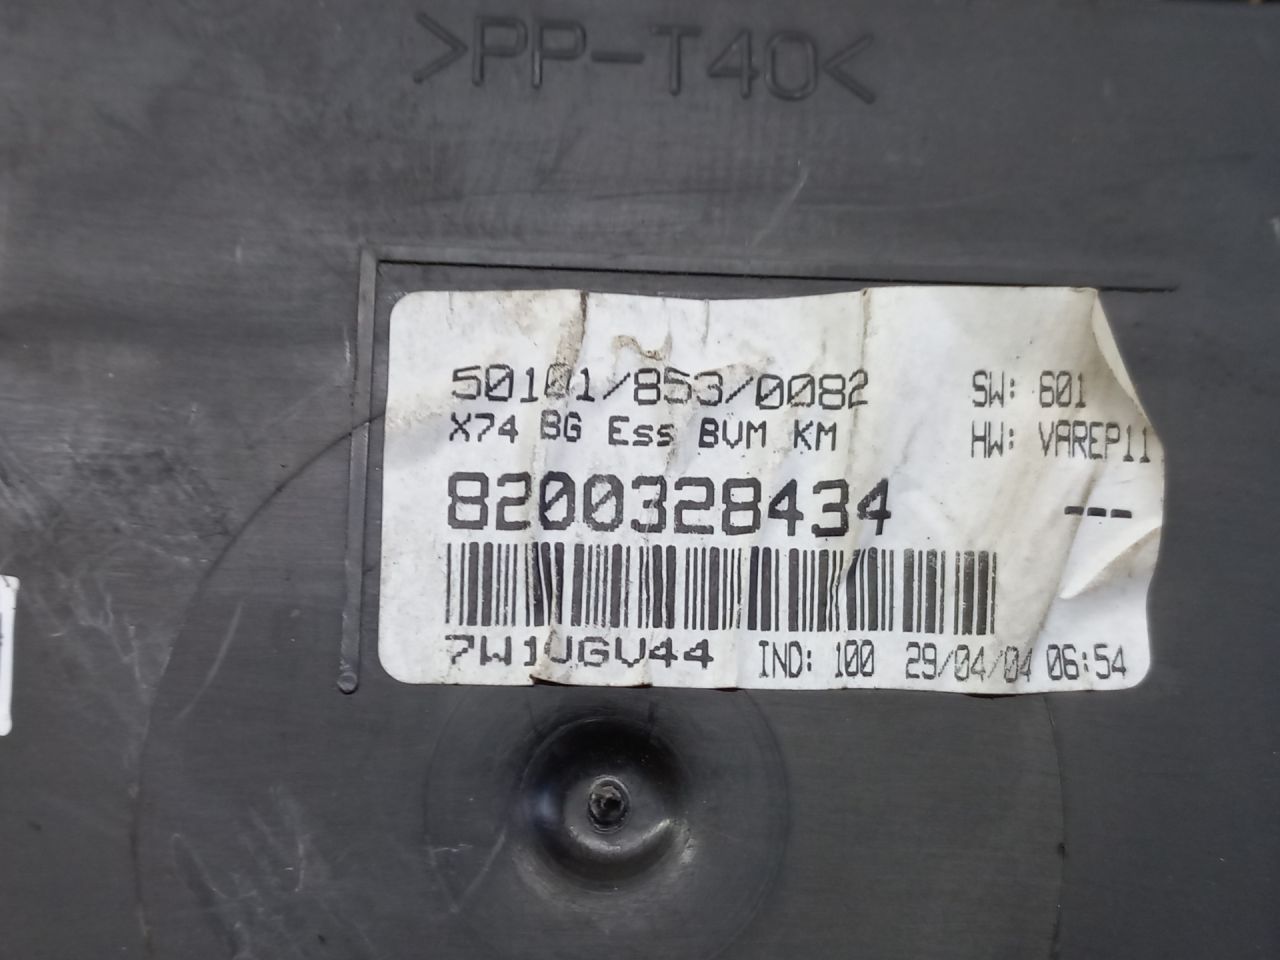 >PP-T40<
50101/853/0082
SW: 601
X74 BG Ess BVM KM
HW: VAREP11
8200328434
---
7W1JGV44
IND: 100
29/04/04 06:54